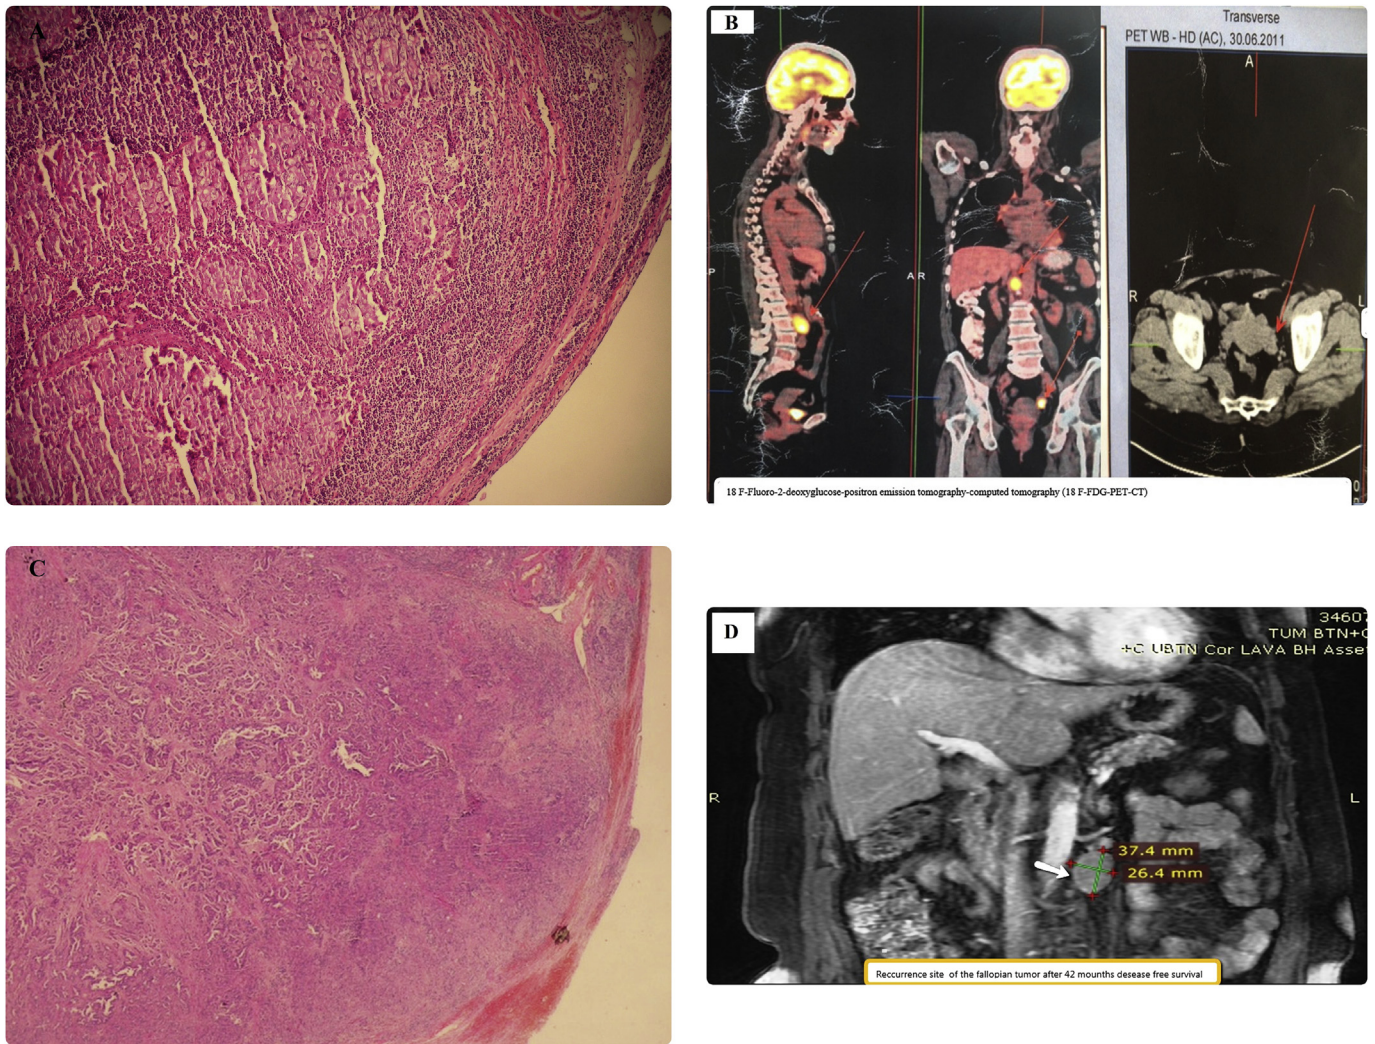 A
B
Transverse
PET WB - HD (AC), 30.06.2011
A
P
A R
R
L
18 F-Fluoro-2-deoxyglucose-positron emission tomography-computed tomography (18 F-FDG-PET-CT)
C
D
34607
TUM BTN+C
+C UBTN Cor LAVA BH Asset
R
L
37.4 mm
26.4 mm
Reccurrence site of the fallopian tumor after 42 mounths desease free survival